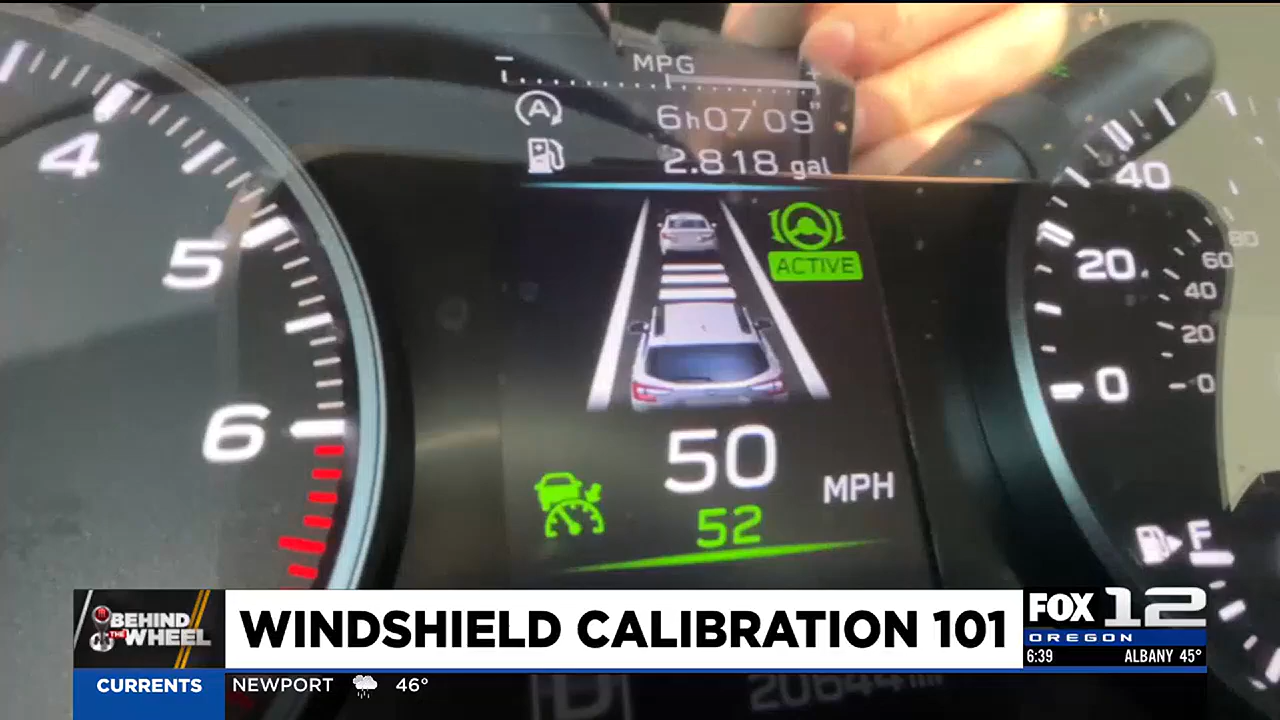 MPG
A
6h07'09"
2.818 gal
ACTIVE
4
5
6
40
20
0
80
60
40
20
0
50
MPH
52
F
BEHIND
THE WHEEL
WINDSHIELD CALIBRATION 101
FOX 12
OREGON
6:39 ALBANY 45°
CURRENTS NEWPORT 46°
D